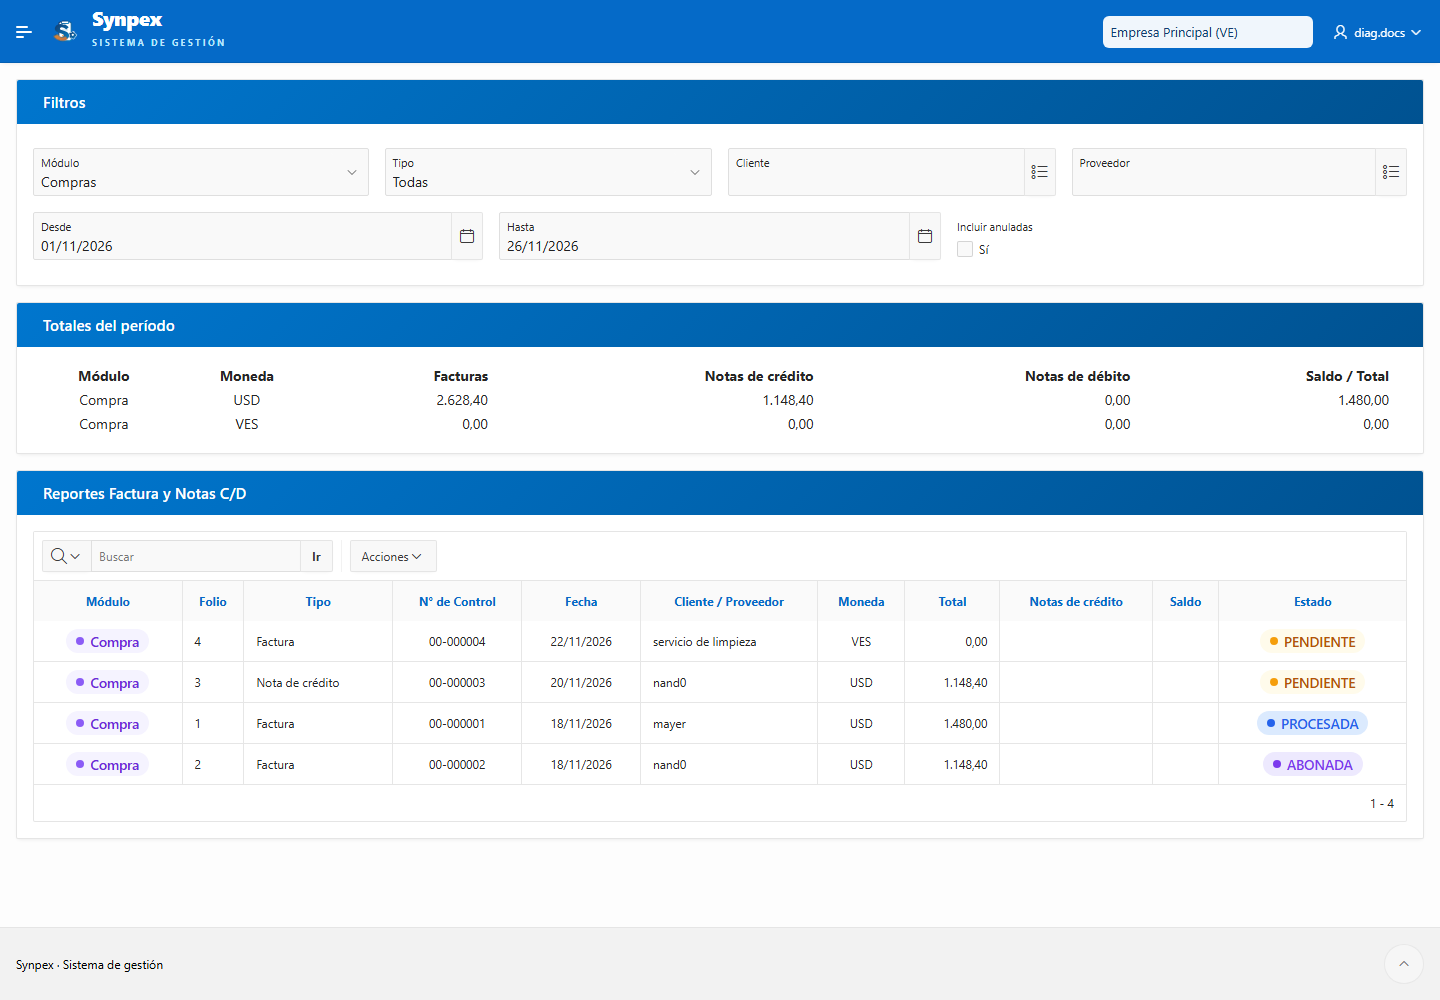 Synpex
SISTEMA DE GESTIÓN
Empresa Principal (VE)
diag.docs
Filtros
Módulo
Compras
Tipo
Todas
Cliente
Proveedor
Desde
01/11/2026
Hasta
26/11/2026
Incluir anuladas
Sí
Totales del período
Módulo Moneda Facturas Notas de crédito Notas de débito Saldo / Total
Compra USD 2.628,40 1.148,40 0,00 1.480,00
Compra VES 0,00 0,00 0,00 0,00
Reportes Factura y Notas C/D
Buscar Ir Acciones
Módulo Folio Tipo N° de Control Fecha Cliente / Proveedor Moneda Total Notas de crédito Saldo Estado
Compra 4 Factura 00-000004 22/11/2026 servicio de limpieza VES 0,00 PENDIENTE
Compra 3 Nota de crédito 00-000003 20/11/2026 nand0 USD 1.148,40 PENDIENTE
Compra 1 Factura 00-000001 18/11/2026 mayer USD 1.480,00 PROCESADA
Compra 2 Factura 00-000002 18/11/2026 nand0 USD 1.148,40 ABONADA
1 - 4
Synpex · Sistema de gestión